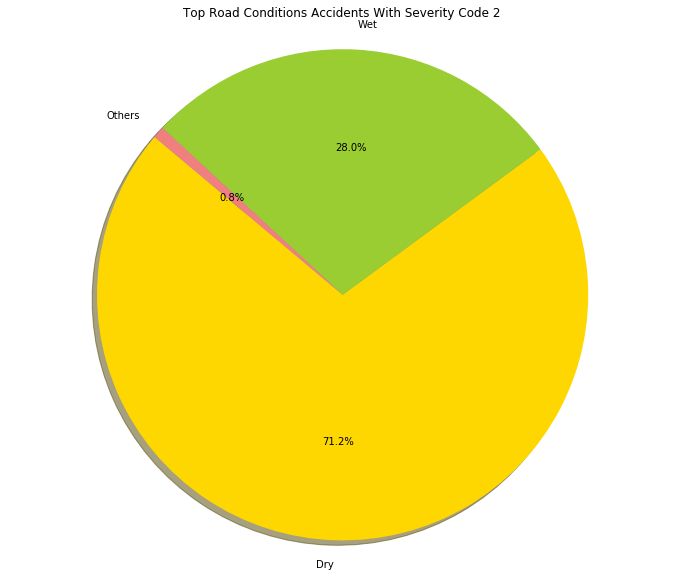 Top Road Conditions Accidents With Severity Code 2
Wet
Others
28.0%
0.8%
71.2%
Dry